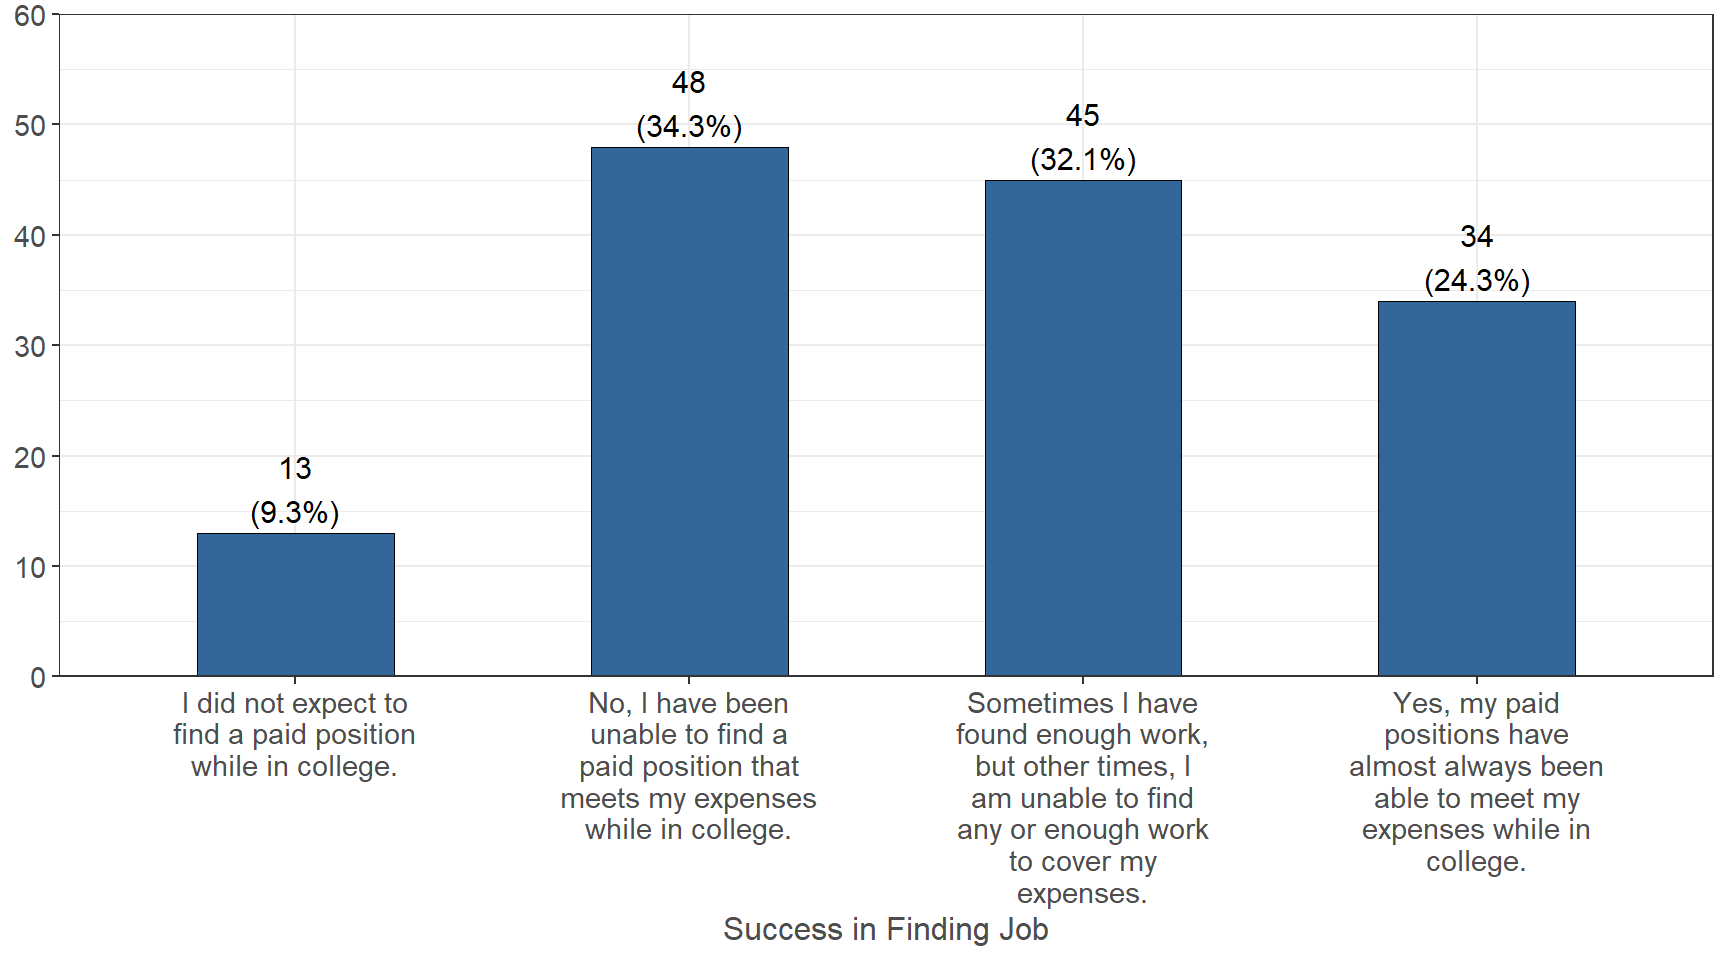 60
50
40
30
20
10
0
13
(9.3%)
48
(34.3%)
45
(32.1%)
34
(24.3%)
I did not expect to
find a paid position
while in college.
No, I have been
unable to find a
paid position that
meets my expenses
while in college.
Sometimes I have
found enough work,
but other times, I
am unable to find
any or enough work
to cover my
expenses.
Yes, my paid
positions have
almost always been
able to meet my
expenses while in
college.
Success in Finding Job